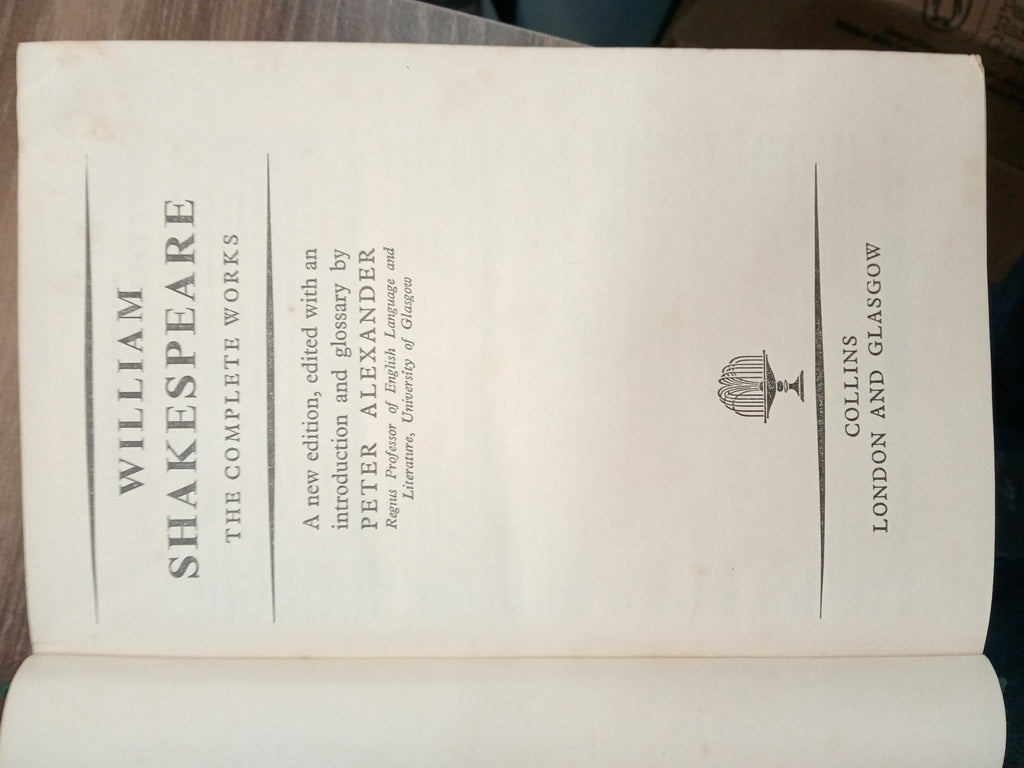 WILLIAM
SHAKESPEARE
THE COMPLETE WORKS
A new edition, edited with an
introduction and glossary by
PETER ALEXANDER
Regius Professor of English Language and
Literature, University of Glasgow
COLLINS
LONDON AND GLASGOW